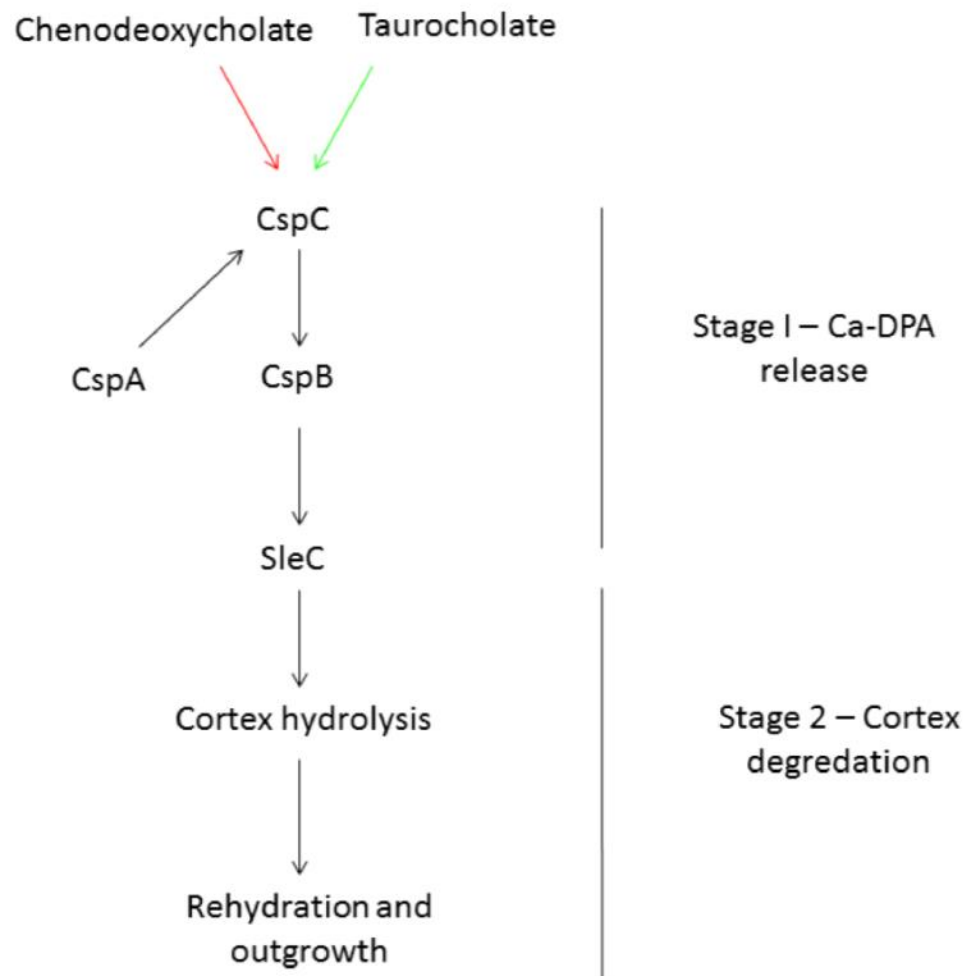 Chenodeoxycholate
Taurocholate
CspC
CspA
CspB
Stage I – Ca-DPA
release
SleC
Cortex hydrolysis
Stage 2 – Cortex
degredation
Rehydration and
outgrowth